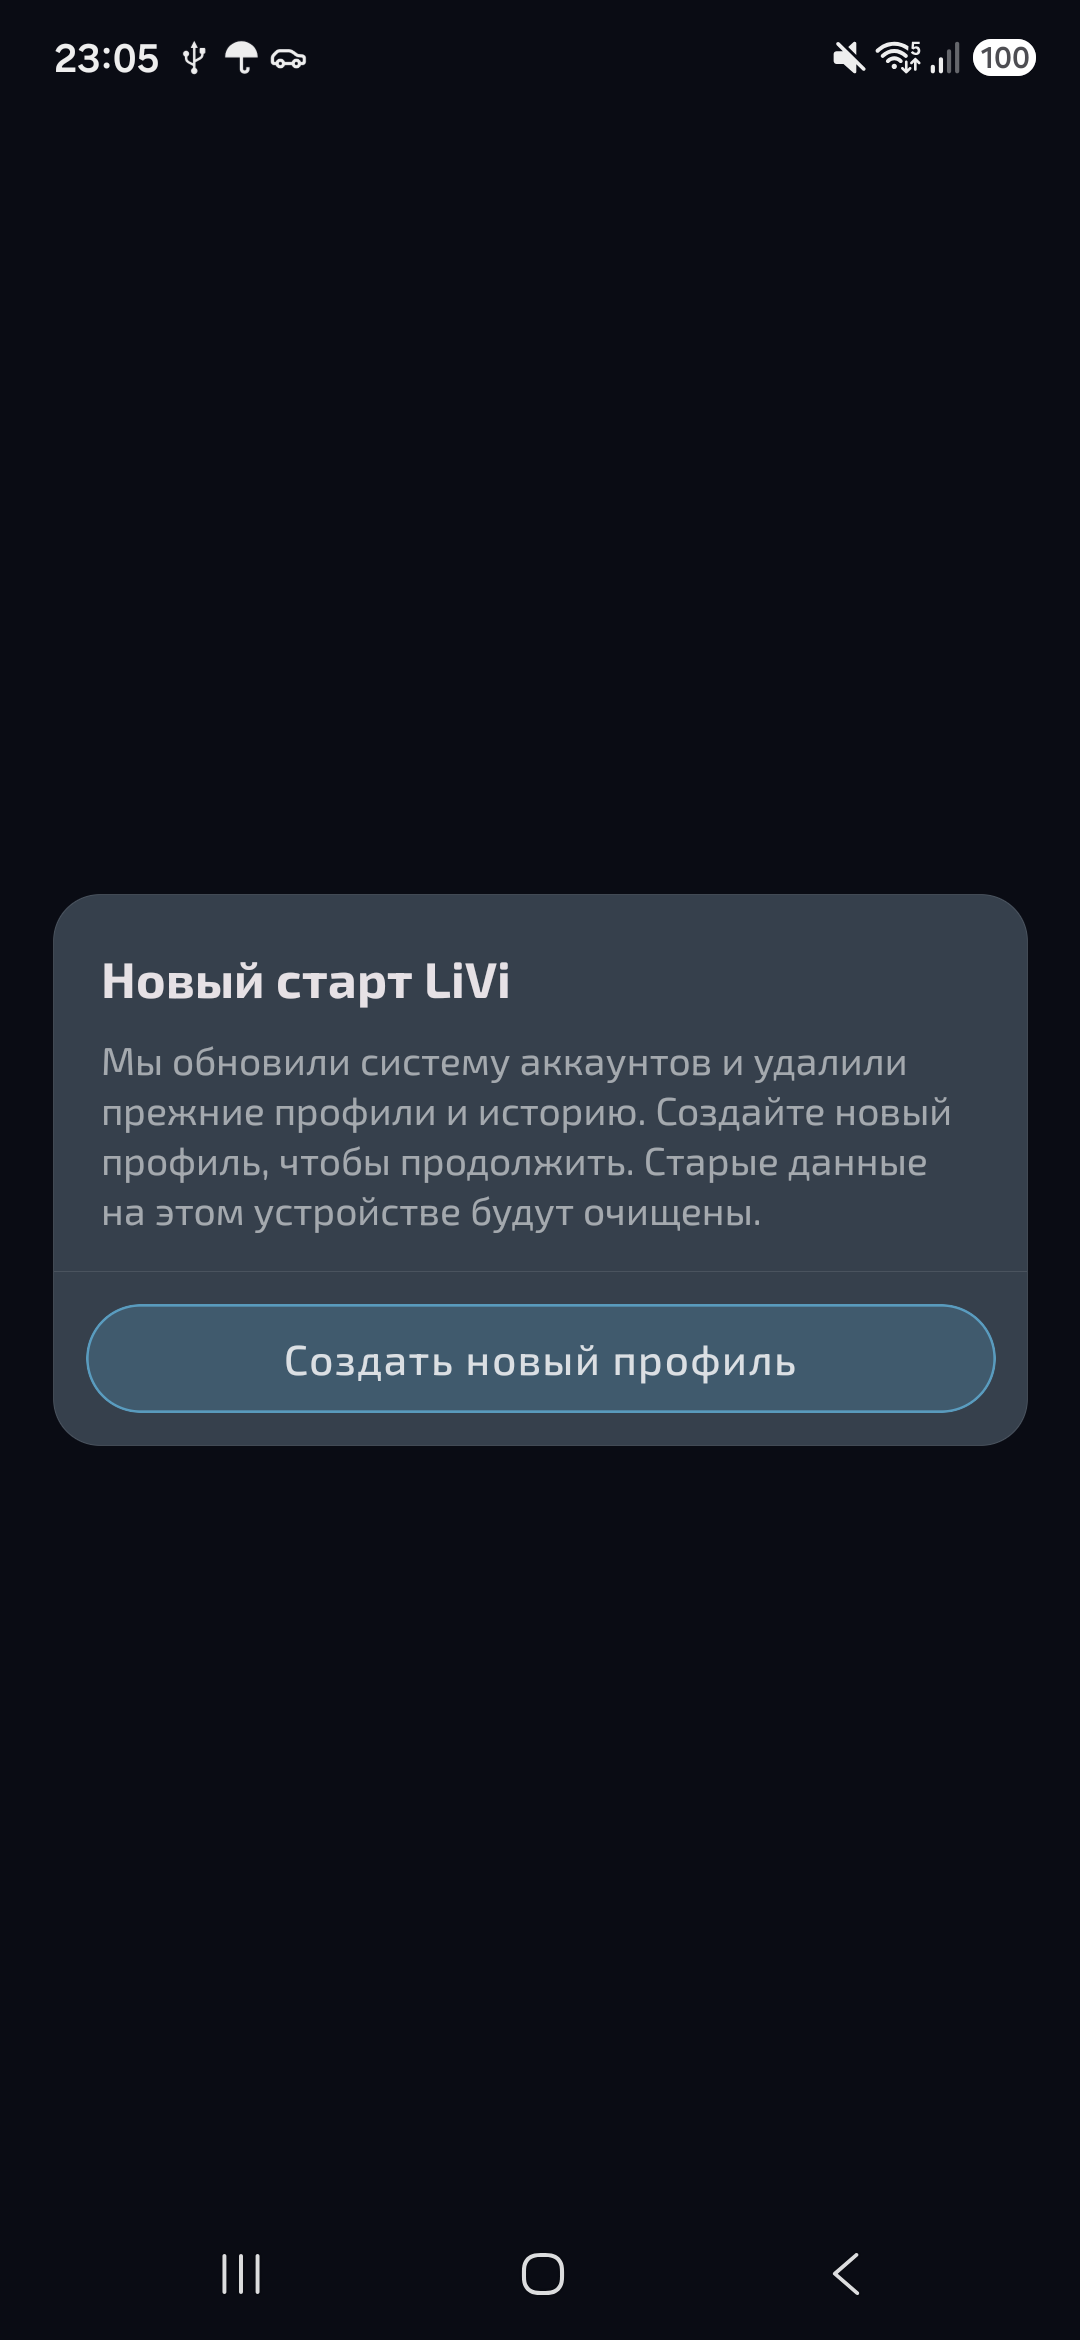 23:05
5
100
Новый старт LiVi
Мы обновили систему аккаунтов и удалили
прежние профили и историю. Создайте новый
профиль, чтобы продолжить. Старые данные
на этом устройстве будут очищены.
Создать новый профиль